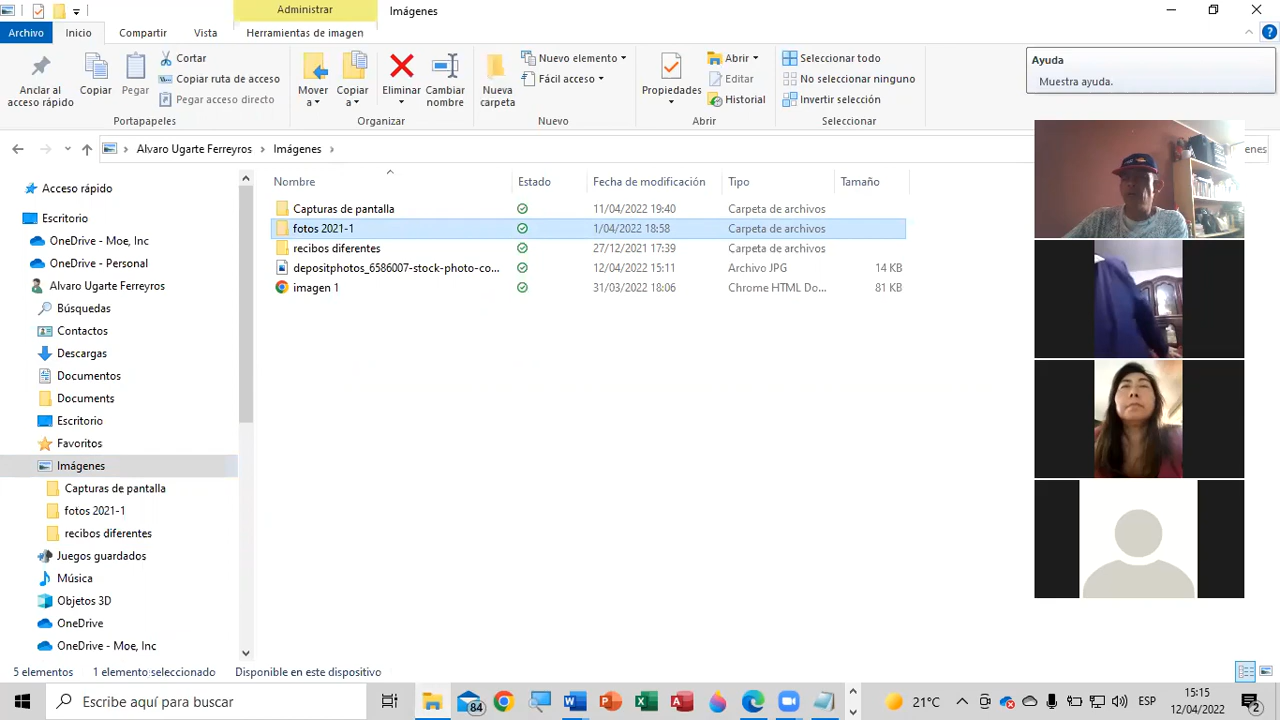 Administrar
Imágenes
Archivo
Inicio
Compartir
Vista
Herramientas de imagen
Anclar al
acceso rápido
Copiar
Pegar
Cortar
Copiar ruta de acceso
Pegar acceso directo
Portapapeles
Mover
a
Copiar
a
Eliminar
Cambiar
nombre
Organizar
Nueva
carpeta
Nuevo elemento
Fácil acceso
Nuevo
Propiedades
Abrir
Editar
Historial
Abrir
Seleccionar todo
No seleccionar ninguno
Invertir selección
Seleccionar
Ayuda
Muestra ayuda.
Alvaro Ugarte Ferreyros > Imágenes >
enes
Nombre Estado Fecha de modificación Tipo Tamaño
Capturas de pantalla 11/04/2022 19:40 Carpeta de archivos
fotos 2021-1 1/04/2022 18:58 Carpeta de archivos
recibos diferentes 27/12/2021 17:39 Carpeta de archivos
depositphotos_6586007-stock-photo-co... 12/04/2022 15:11 Archivo JPG 14 KB
imagen 1 31/03/2022 18:06 Chrome HTML Do... 81 KB
Acceso rápido
Escritorio
OneDrive - Moe, Inc
OneDrive - Personal
Alvaro Ugarte Ferreyros
Búsquedas
Contactos
Descargas
Documentos
Documents
Escritorio
Favoritos
Imágenes
Capturas de pantalla
fotos 2021-1
recibos diferentes
Juegos guardados
Música
Objetos 3D
OneDrive
OneDrive - Moe, Inc
5 elementos 1 elemento seleccionado Disponible en este dispositivo
Escribe aquí para buscar
84
21°C
ESP
15:15
12/04/2022
2